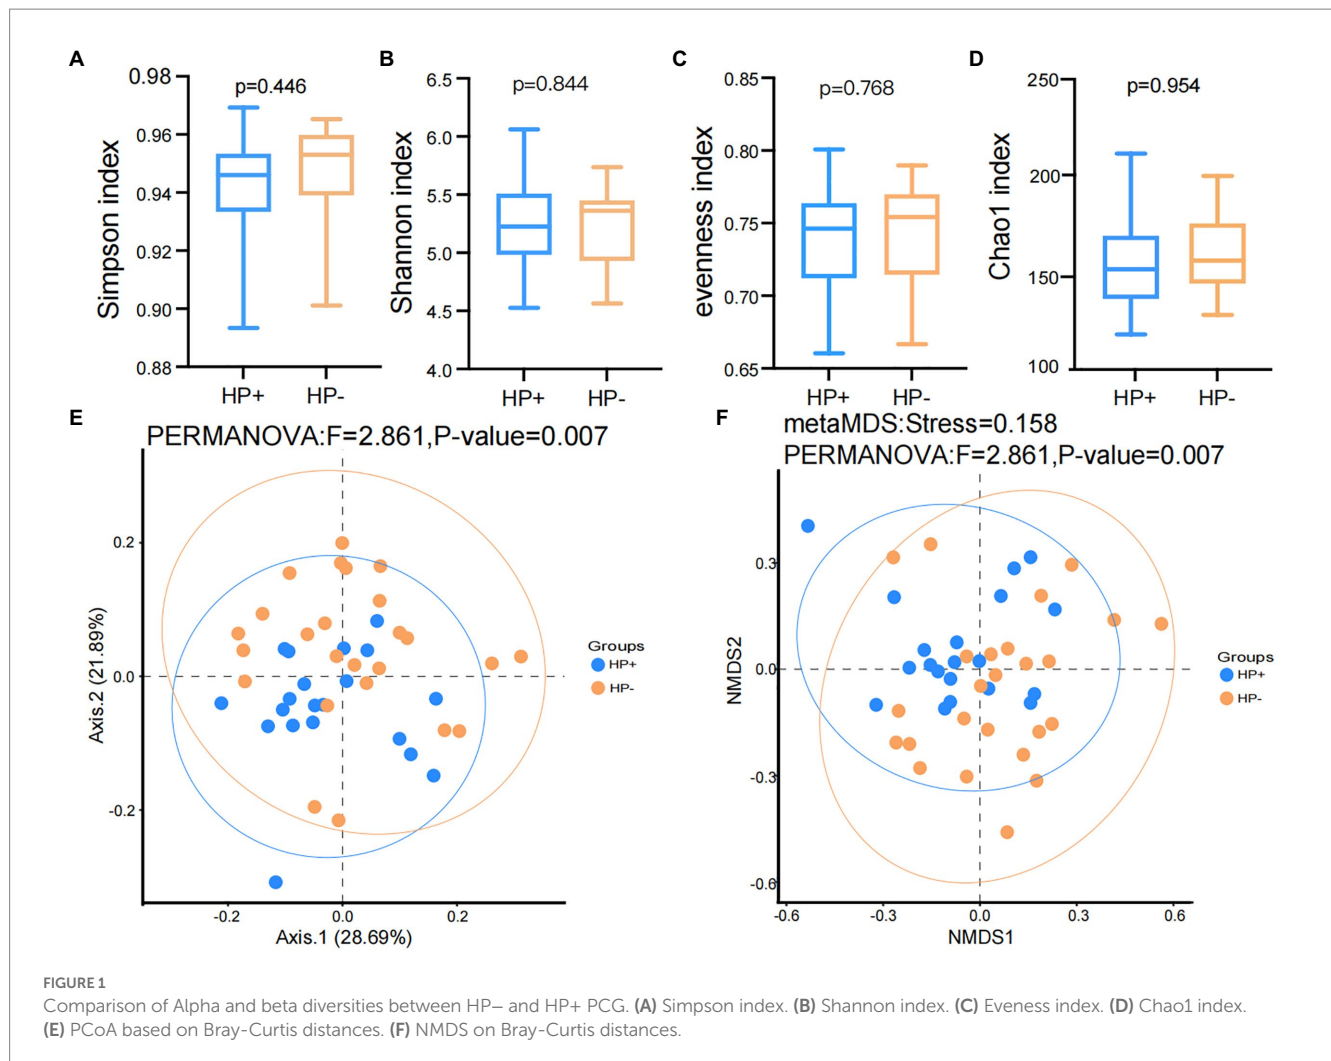 A
B
C
D
0.98
0.96
0.94
0.92
0.90
0.88
Simpson index
p=0.446
HP+
HP-
6.5
6.0
5.5
5.0
4.5
4.0
Shannon index
p=0.844
HP+
HP-
0.85
0.80
0.75
0.70
0.65
evenness index
p=0.768
HP+
HP-
250
200
150
100
Chao1 index
p=0.954
HP+
HP-
E
PERMANOVA:F=2.861,P-value=0.007
0.2
0.0
-0.2
Axis.2 (21.89%)
-0.2
0.0
0.2
Axis.1 (28.69%)
Groups
HP+
HP-
F
metaMDS:Stress=0.158
PERMANOVA:F=2.861,P-value=0.007
0.3
0.0
-0.3
-0.6
NMDS2
-0.6
-0.3
0.0
0.3
0.6
NMDS1
Groups
HP+
HP-
FIGURE 1
Comparison of Alpha and beta diversities between HP− and HP+ PCG. (A) Simpson index. (B) Shannon index. (C) Eveness index. (D) Chao1 index.
(E) PCoA based on Bray-Curtis distances. (F) NMDS on Bray-Curtis distances.